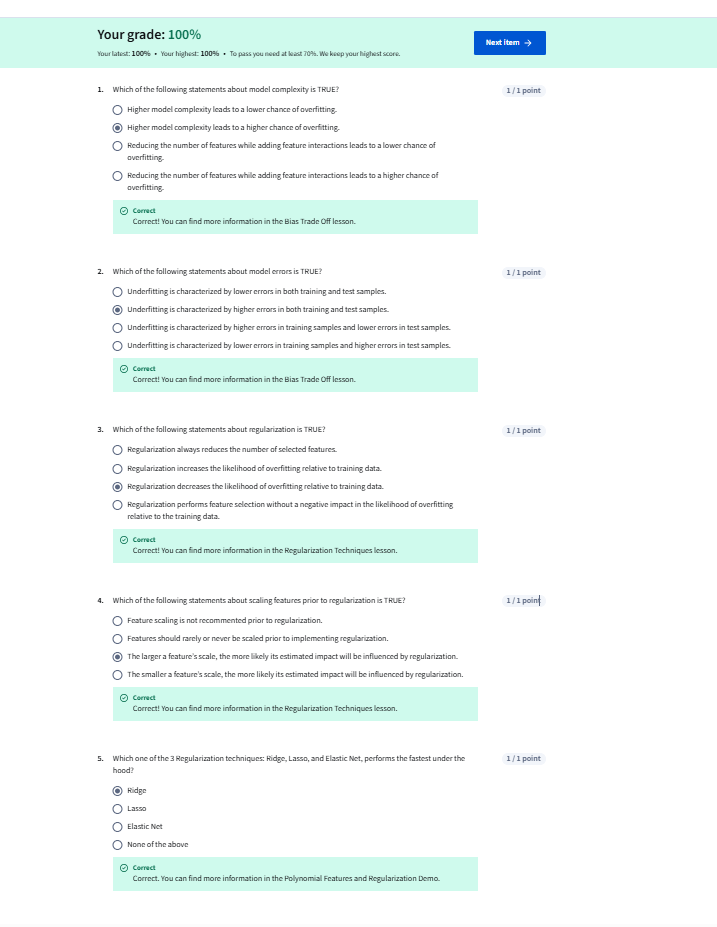 Your grade: 100%
Your latest: 100% • Your highest: 100% • To pass you need at least 70%. We keep your highest score.
Next item →
1. Which of the following statements about model complexity is TRUE?
1 / 1 point
Higher model complexity leads to a lower chance of overfitting.
Higher model complexity leads to a higher chance of overfitting.
Reducing the number of features while adding feature interactions leads to a lower chance of
overfitting.
Reducing the number of features while adding feature interactions leads to a higher chance of
overfitting.
Correct
Correct! You can find more information in the Bias Trade Off lesson.
2. Which of the following statements about model errors is TRUE?
1 / 1 point
Underfitting is characterized by lower errors in both training and test samples.
Underfitting is characterized by higher errors in both training and test samples.
Underfitting is characterized by higher errors in training samples and lower errors in test samples.
Underfitting is characterized by lower errors in training samples and higher errors in test samples.
Correct
Correct! You can find more information in the Bias Trade Off lesson.
3. Which of the following statements about regularization is TRUE?
1 / 1 point
Regularization always reduces the number of selected features.
Regularization increases the likelihood of overfitting relative to training data.
Regularization decreases the likelihood of overfitting relative to training data.
Regularization performs feature selection without a negative impact in the likelihood of overfitting
relative to the training data.
Correct
Correct! You can find more information in the Regularization Techniques lesson.
4. Which of the following statements about scaling features prior to regularization is TRUE?
1 / 1 point
Feature scaling is not recommended prior to regularization.
Features should rarely or never be scaled prior to implementing regularization.
The larger a feature's scale, the more likely its estimated impact will be influenced by regularization.
The smaller a feature's scale, the more likely its estimated impact will be influenced by regularization.
Correct
Correct! You can find more information in the Regularization Techniques lesson.
5. Which one of the 3 Regularization techniques: Ridge, Lasso, and Elastic Net, performs the fastest under the
hood?
1 / 1 point
Ridge
Lasso
Elastic Net
None of the above
Correct
Correct. You can find more information in the Polynomial Features and Regularization Demo.